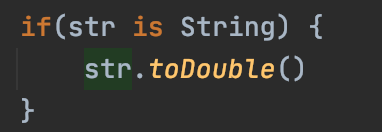 if(str is String) {
    str.toDouble()
}